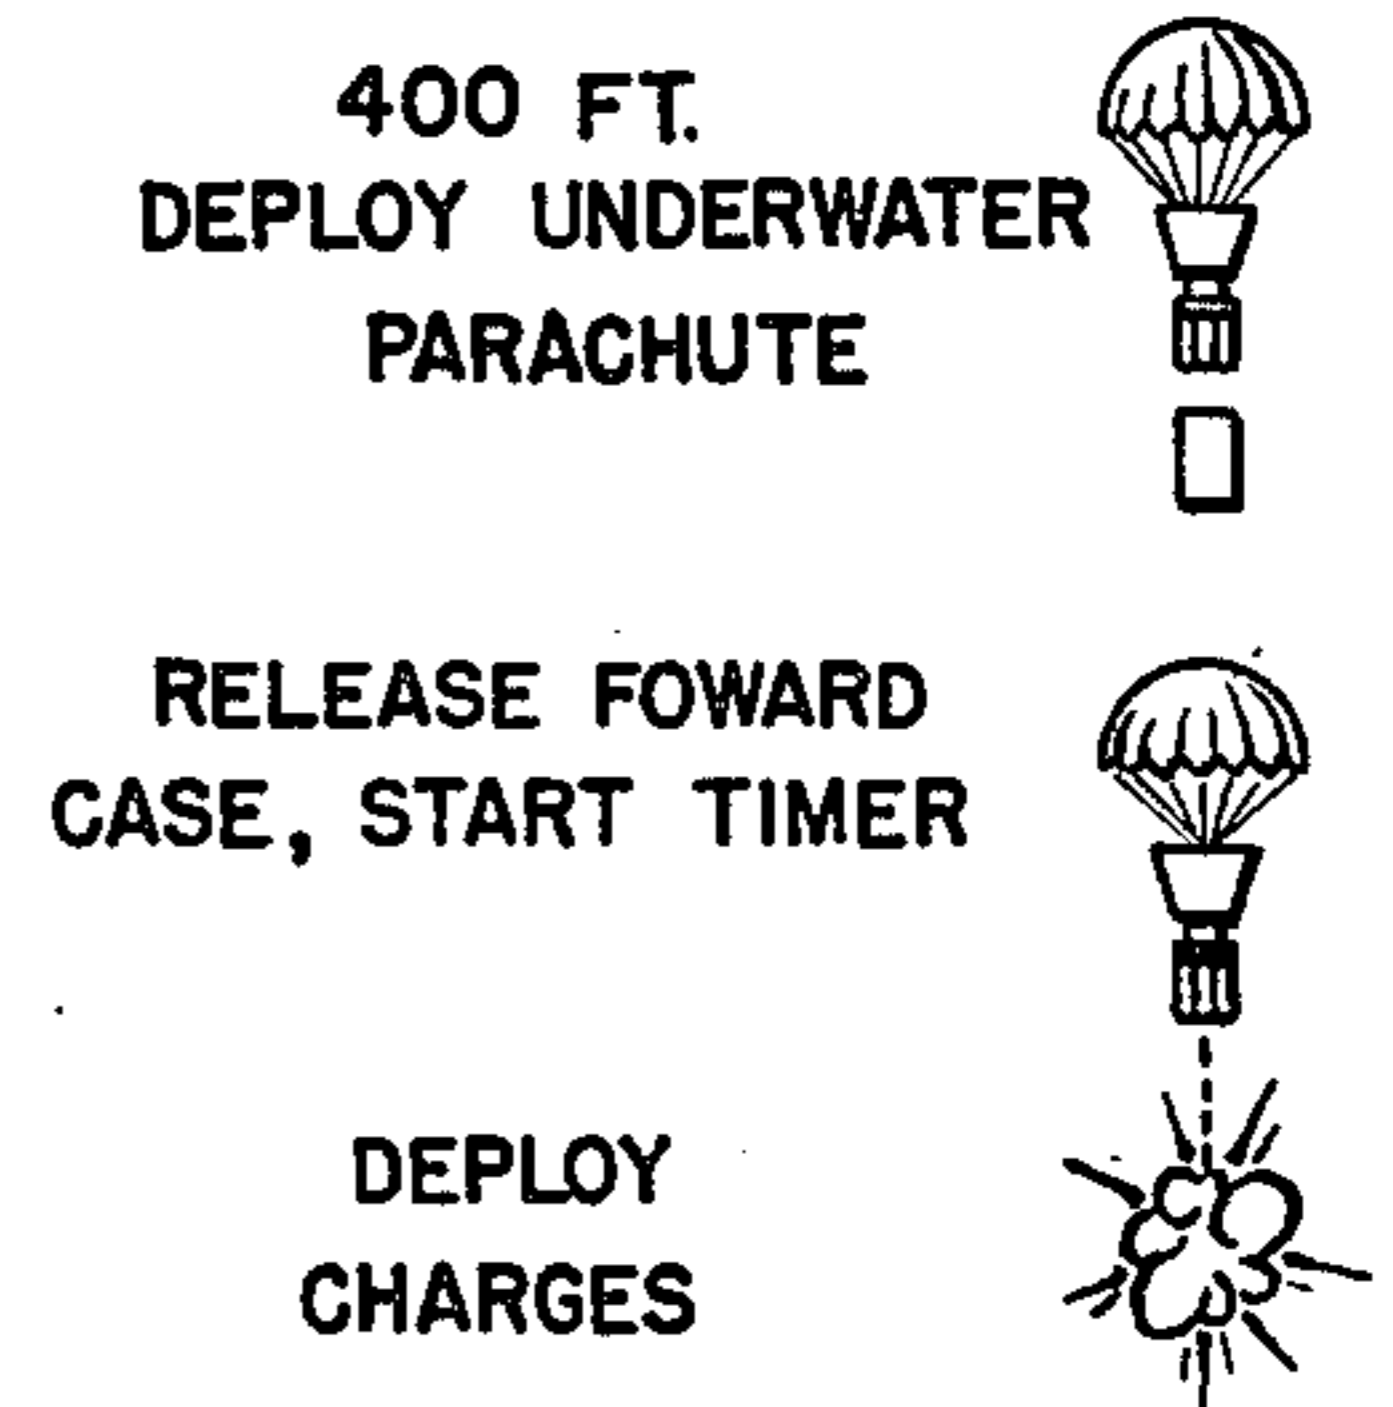 400 FT.
DEPLOY UNDERWATER
PARACHUTE
RELEASE FOWARD
CASE, START TIMER
DEPLOY
CHARGES